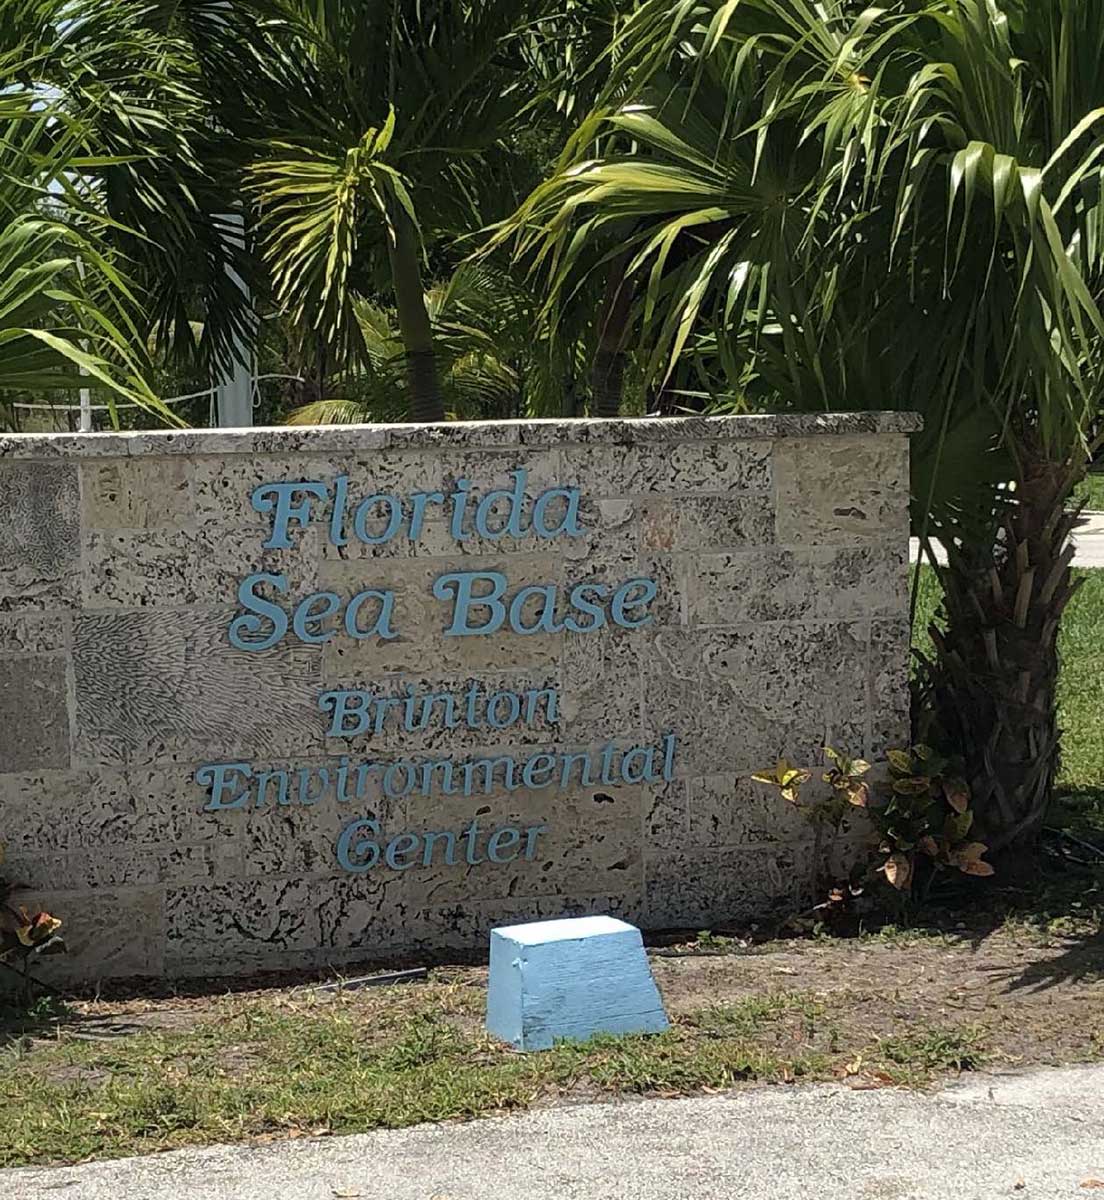 Florida
Sea Base
Brinton
Environmental
Center